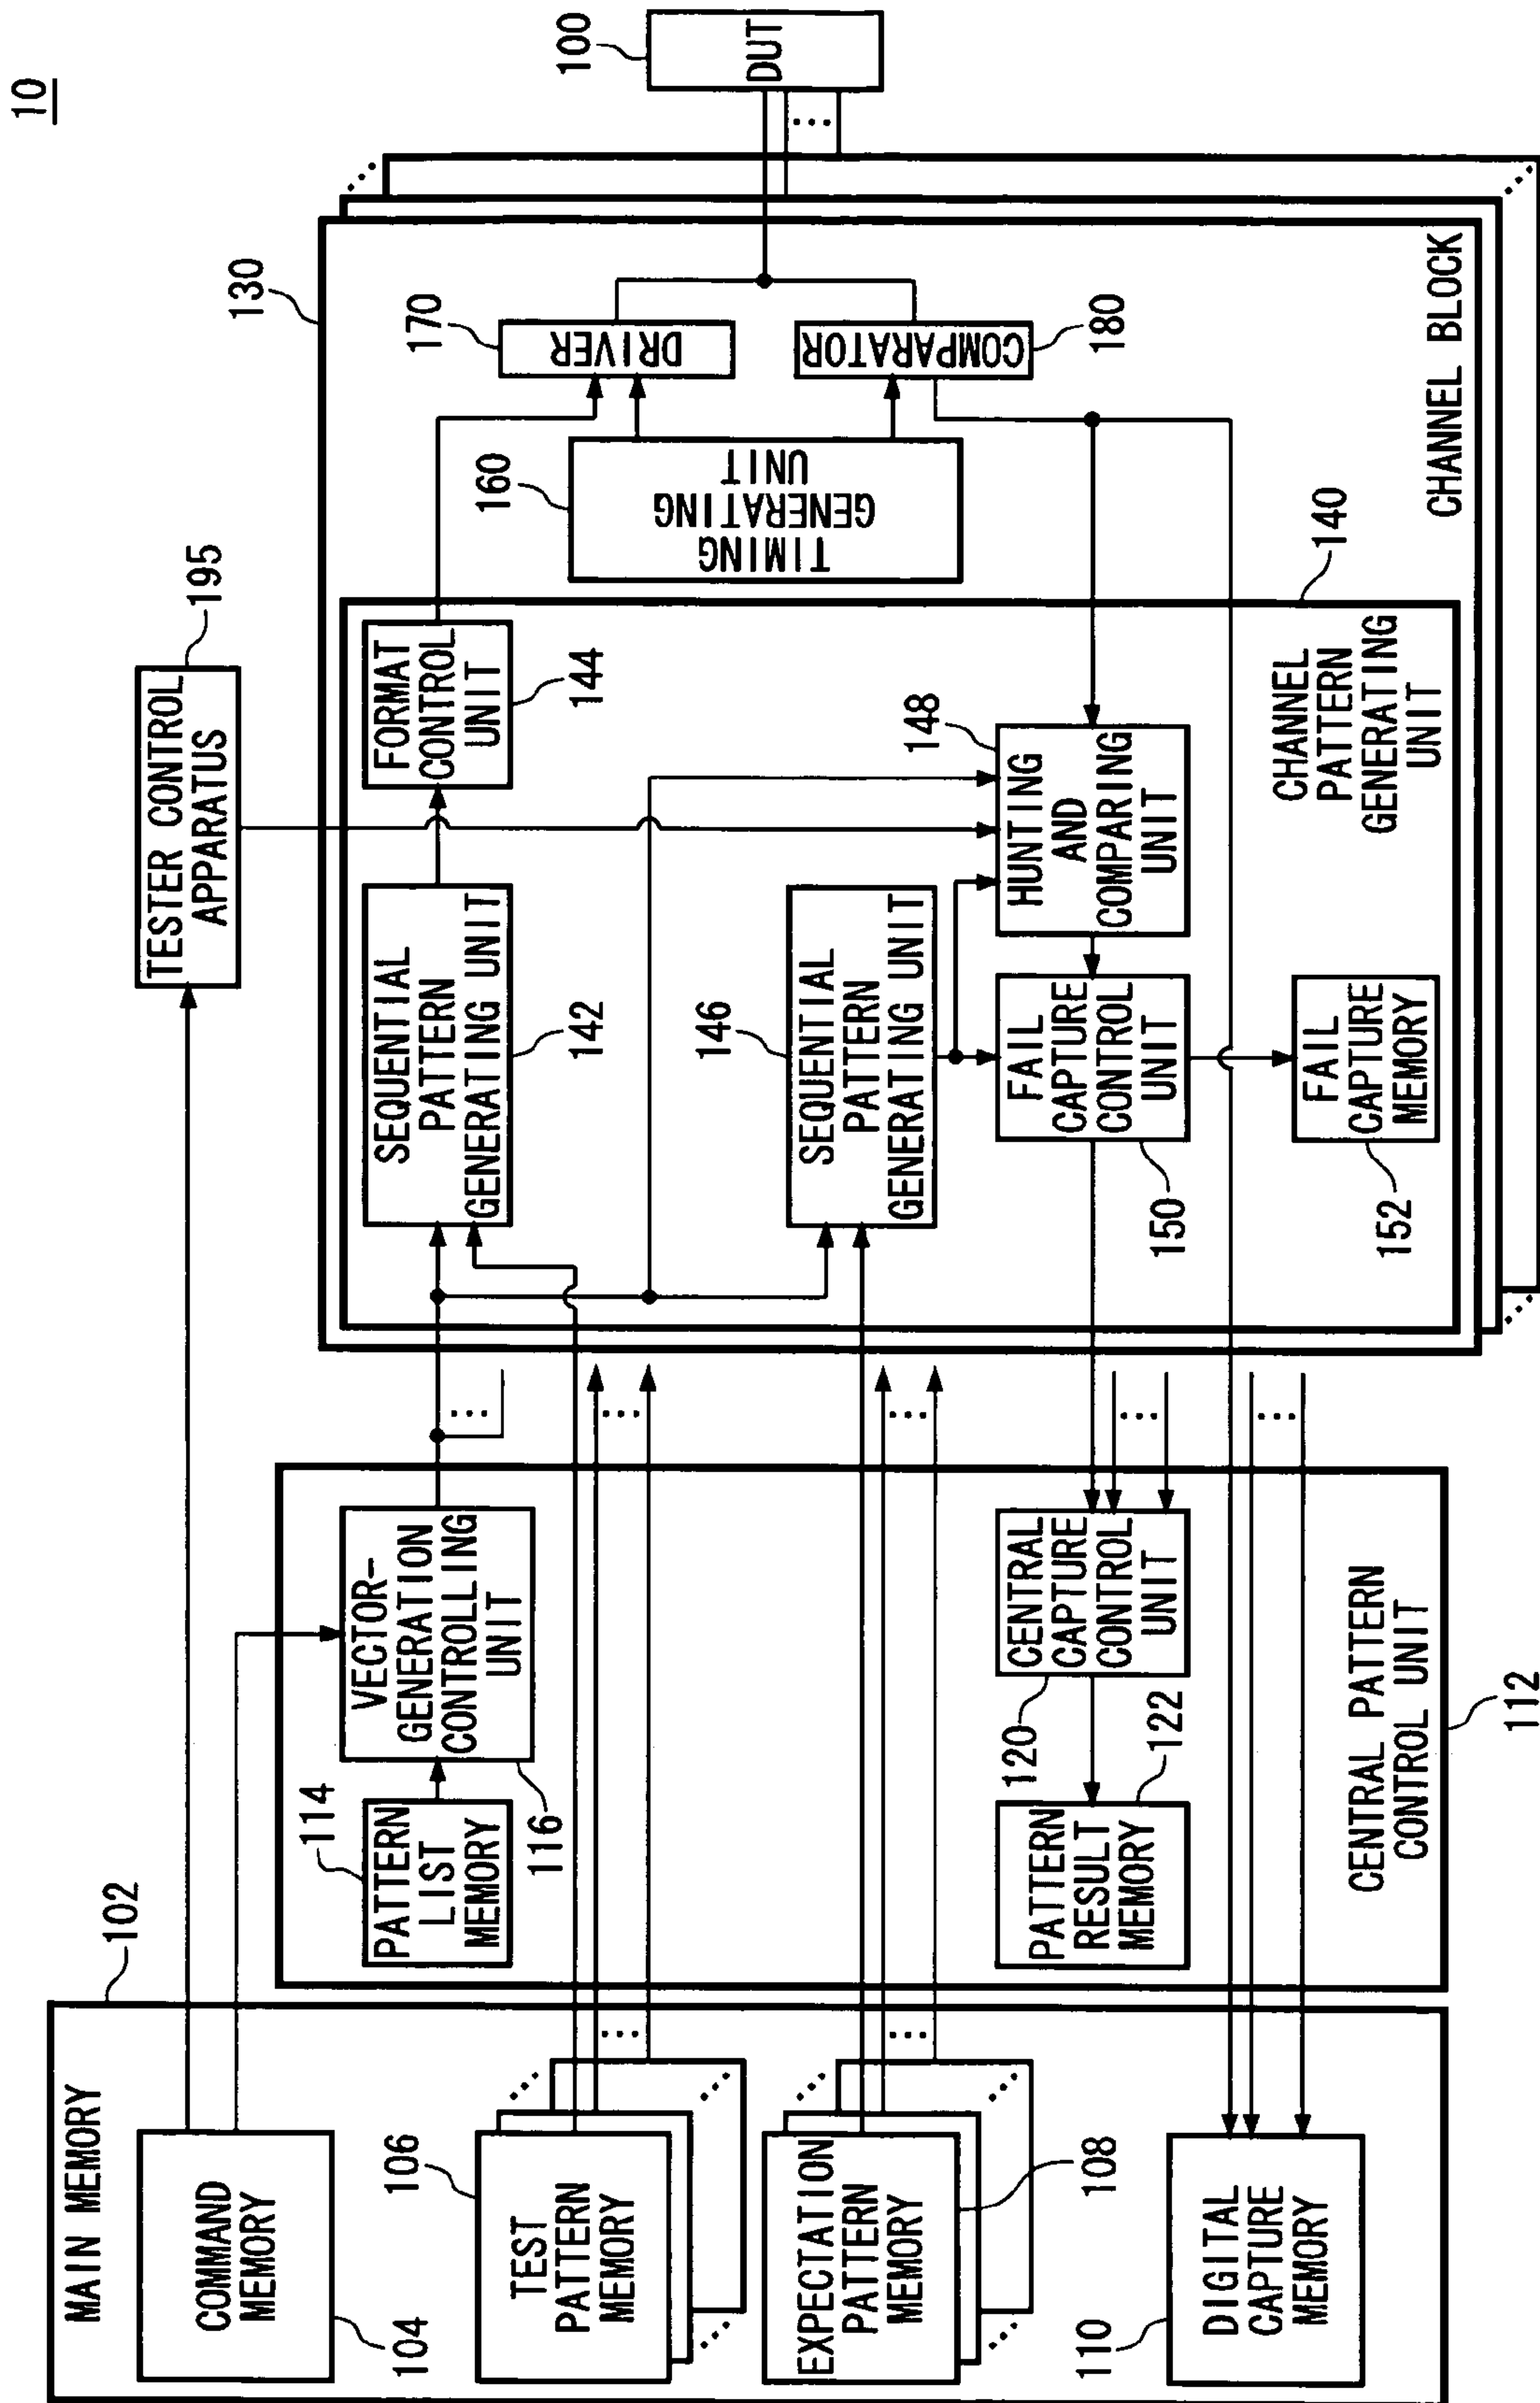 10
MAIN MEMORY
102
COMMAND
MEMORY
104
106
TEST
PATTERN
MEMORY
EXPECTATION
PATTERN
MEMORY
108
110
DIGITAL
CAPTURE
MEMORY
114
PATTERN
LIST
MEMORY
VECTOR-
GENERATION
CONTROLLING
UNIT
116
CENTRAL
CAPTURE
CONTROL
UNIT
120
PATTERN
RESULT
MEMORY
122
CENTRAL PATTERN
CONTROL UNIT
112
TESTER CONTROL
APPARATUS
195
130
SEQUENTIAL
PATTERN
GENERATING UNIT
142
FORMAT
CONTROL
UNIT
144
146
SEQUENTIAL
PATTERN
GENERATING UNIT
148
HUNTING
AND
COMPARING
UNIT
FAIL
CAPTURE
CONTROL
UNIT
150
FAIL
CAPTURE
MEMORY
152
CHANNEL
PATTERN
GENERATING
UNIT
140
160
TIMING
GENERATING
UNIT
170
DRIVER
COMPARATOR
180
CHANNEL BLOCK
100
DUT